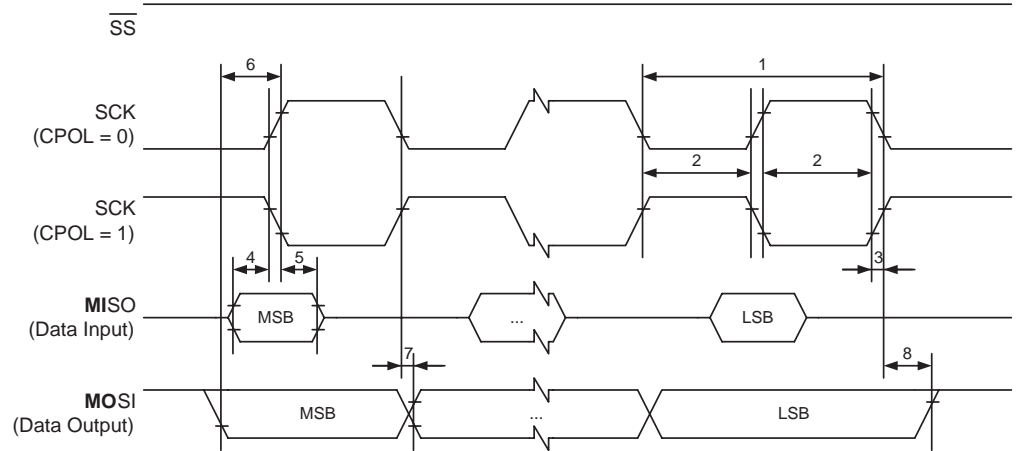 SS
6
1
SCK
(CPOL = 0)
2
2
SCK
(CPOL = 1)
4
5
3
MISO
(Data Input)
MSB
...
LSB
7
8
MOSI
(Data Output)
MSB
...
LSB